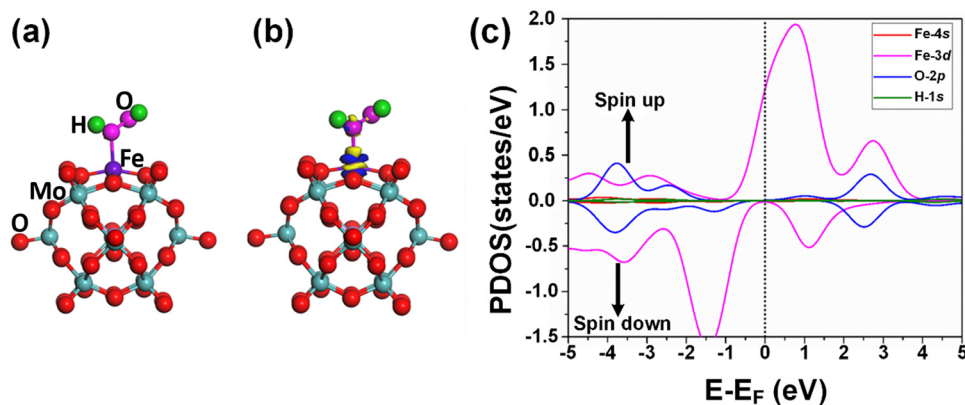 (a)
O
H
Fe
Mo
O
(b)
(c)
PDOS(states/eV)
2.0
1.5
1.0
0.5
0.0
-0.5
-1.0
-1.5
Spin up
Spin down
Fe-4s
Fe-3d
O-2p
H-1s
-5 -4 -3 -2 -1 0 1 2 3 4 5
E-EF (eV)